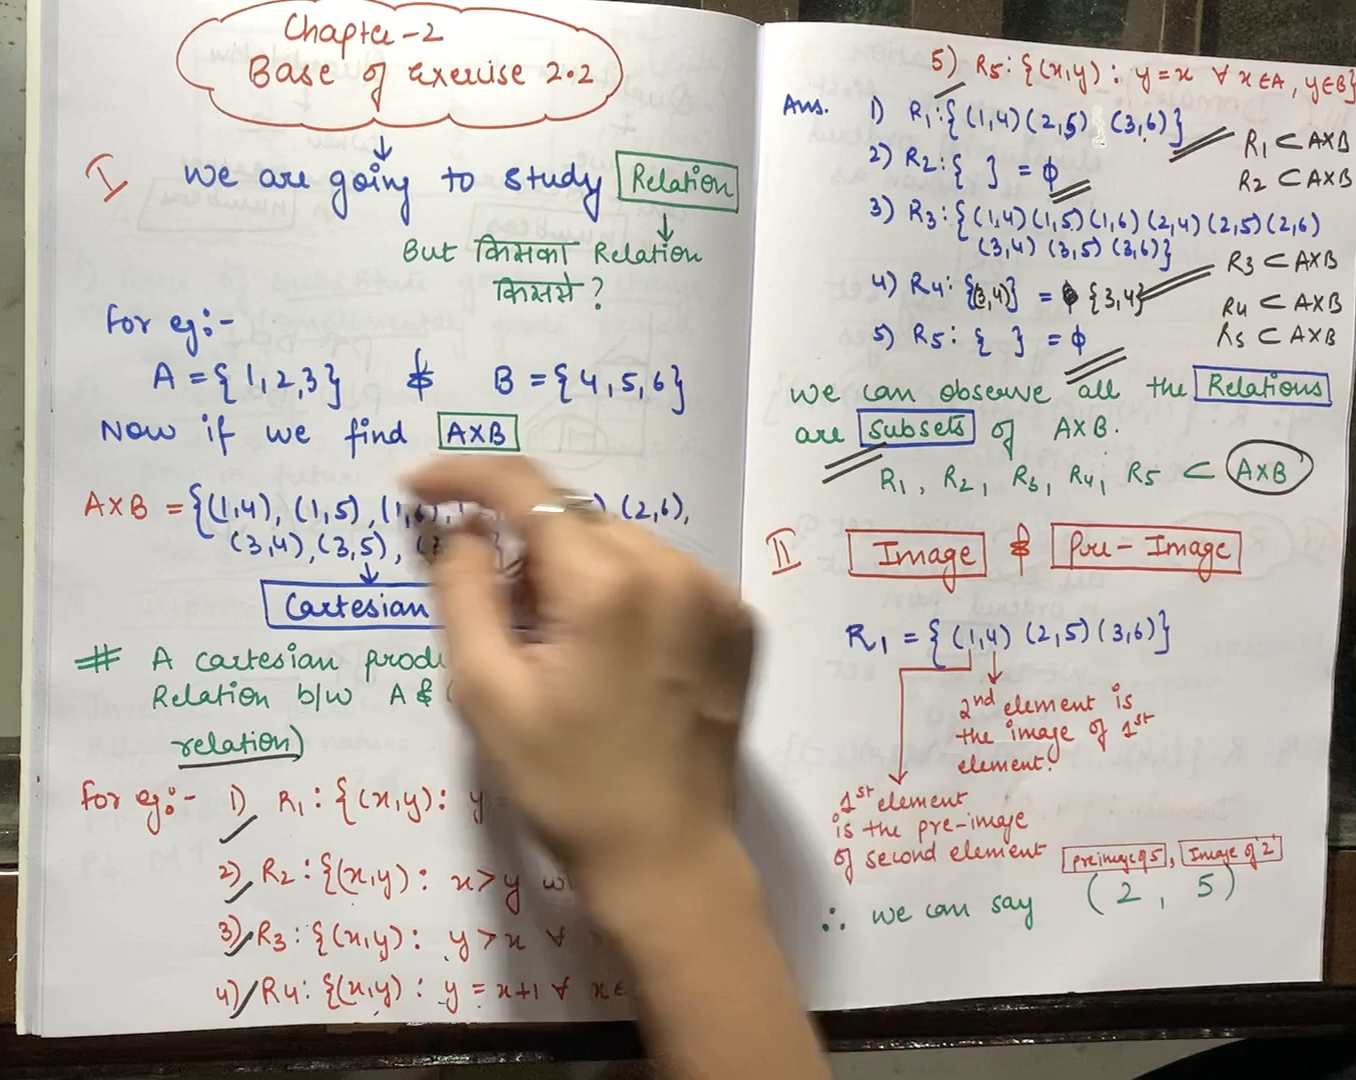 Chapter-2
Base of Exercise 2.2
I We are going to study Relation
But किसका Relation
किससे ?
For eg:-
A = {1,2,3} & B = {4,5,6}
Now if we find A×B
A×B = {(1,4), (1,5), (1,6), (2,6),
(3,4), (3,5),
Cartesian
# A cartesian
Relation b/w A &
relation)
For eg:- 1) R1 : {(x,y): y
2) R2 : {(x,y) : x>y
3) R3 : {(x,y) : y>x ∀
4) R4 : {(x,y) : y = x+1 ∀ x∈
5) R5 : {(x,y) : y = x ∀ x∈A, y∈B}
Ans. 1) R1 : { (1,4) (2,5) (3,6)} R1 ⊂ A×B
2) R2 : { } = ϕ R2 ⊂ A×B
3) R3 : {(1,4) (1,5) (1,6) (2,4) (2,5) (2,6)
(3,4) (3,5) (3,6)} R3 ⊂ A×B
4) R4 : {(3,4)} = {3,4} R4 ⊂ A×B
5) R5 : { } = ϕ R5 ⊂ A×B
We can observe all the Relations
are subsets of A×B.
R1, R2, R3, R4, R5 ⊂ A×B
II Image & Pre-Image
R1 = { (1,4) (2,5) (3,6)}
2nd element is
the image of 1st
element.
1st element
is the pre-image
of second element
preimage of 5, Image of '2'
∴ we can say (2, 5)